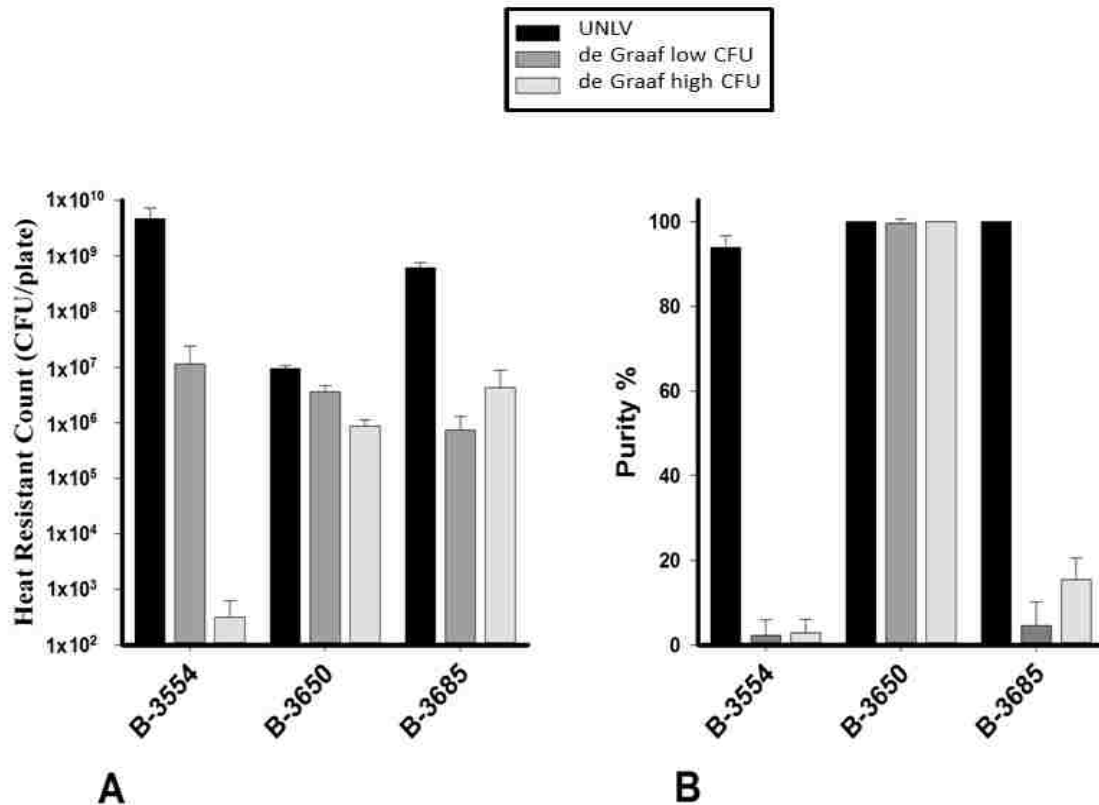 UNLV
de Graaf low CFU
de Graaf high CFU
Heat Resistant Count (CFU/plate)
1x10¹⁰
1x10⁹
1x10⁸
1x10⁷
1x10⁶
1x10⁵
1x10⁴
1x10³
1x10²
B-3554
B-3650
B-3685
A
Purity %
100
80
60
40
20
0
B-3554
B-3650
B-3685
B